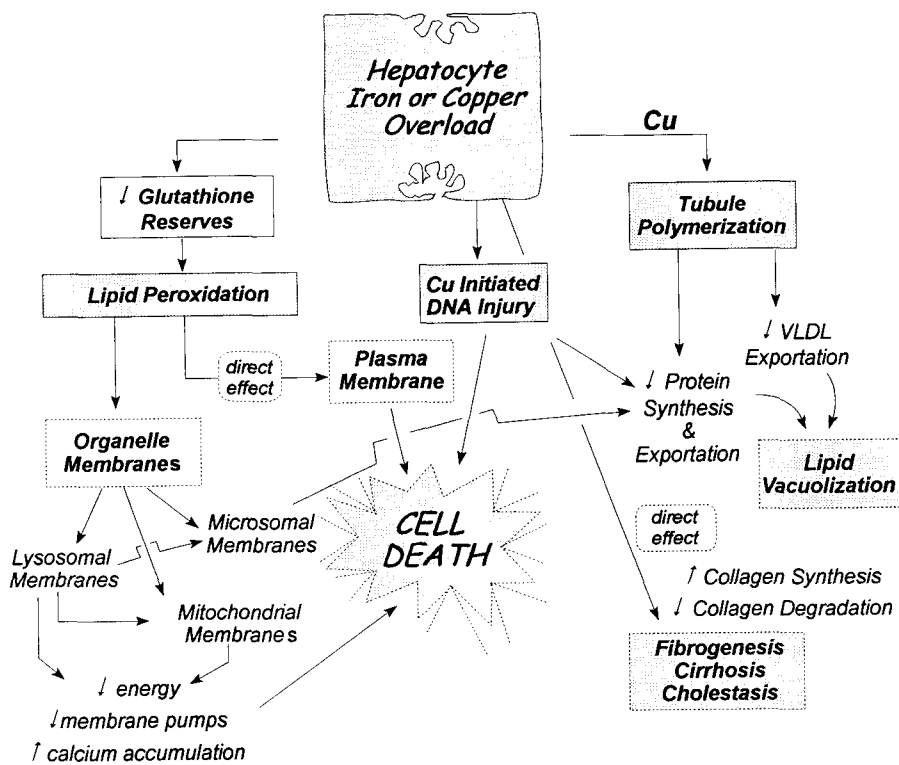 Hepatocyte
Iron or Copper
Overload
Cu
↓ Glutathione
Reserves
Tubule
Polymerization
Lipid Peroxidation
Cu Initiated
DNA Injury
↓ VLDL
Exportation
direct
effect
Plasma
Membrane
↓ Protein
Synthesis
&
Exportation
Organelle
Membranes
Lipid
Vacuolization
Microsomal
Membranes
CELL
DEATH
direct
effect
Lysosomal
Membranes
↑ Collagen Synthesis
↓ Collagen Degradation
Mitochondrial
Membranes
Fibrogenesis
Cirrhosis
Cholestasis
↓ energy
↓ membrane pumps
↑ calcium accumulation